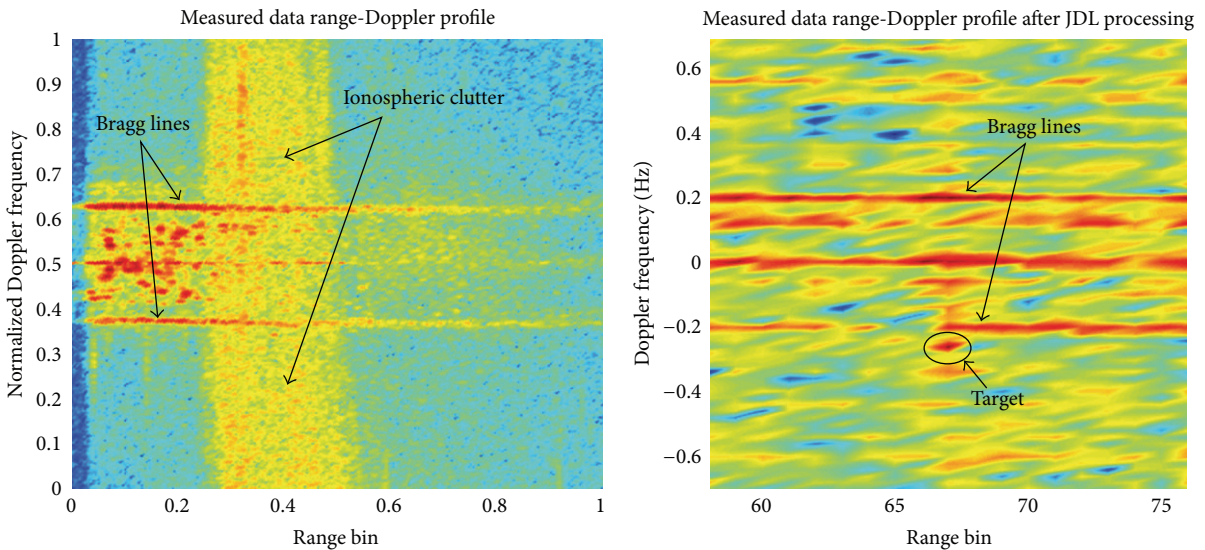 Measured data range-Doppler profile
1
0.9
0.8
0.7
0.6
0.5
0.4
0.3
0.2
0.1
0
Normalized Doppler frequency
Bragg lines
Ionospheric clutter
0
0.2
0.4
0.6
0.8
1
Range bin
Measured data range-Doppler profile after JDL processing
0.6
0.4
0.2
0
−0.2
−0.4
−0.6
Doppler frequency (Hz)
Bragg lines
Target
60
65
70
75
Range bin